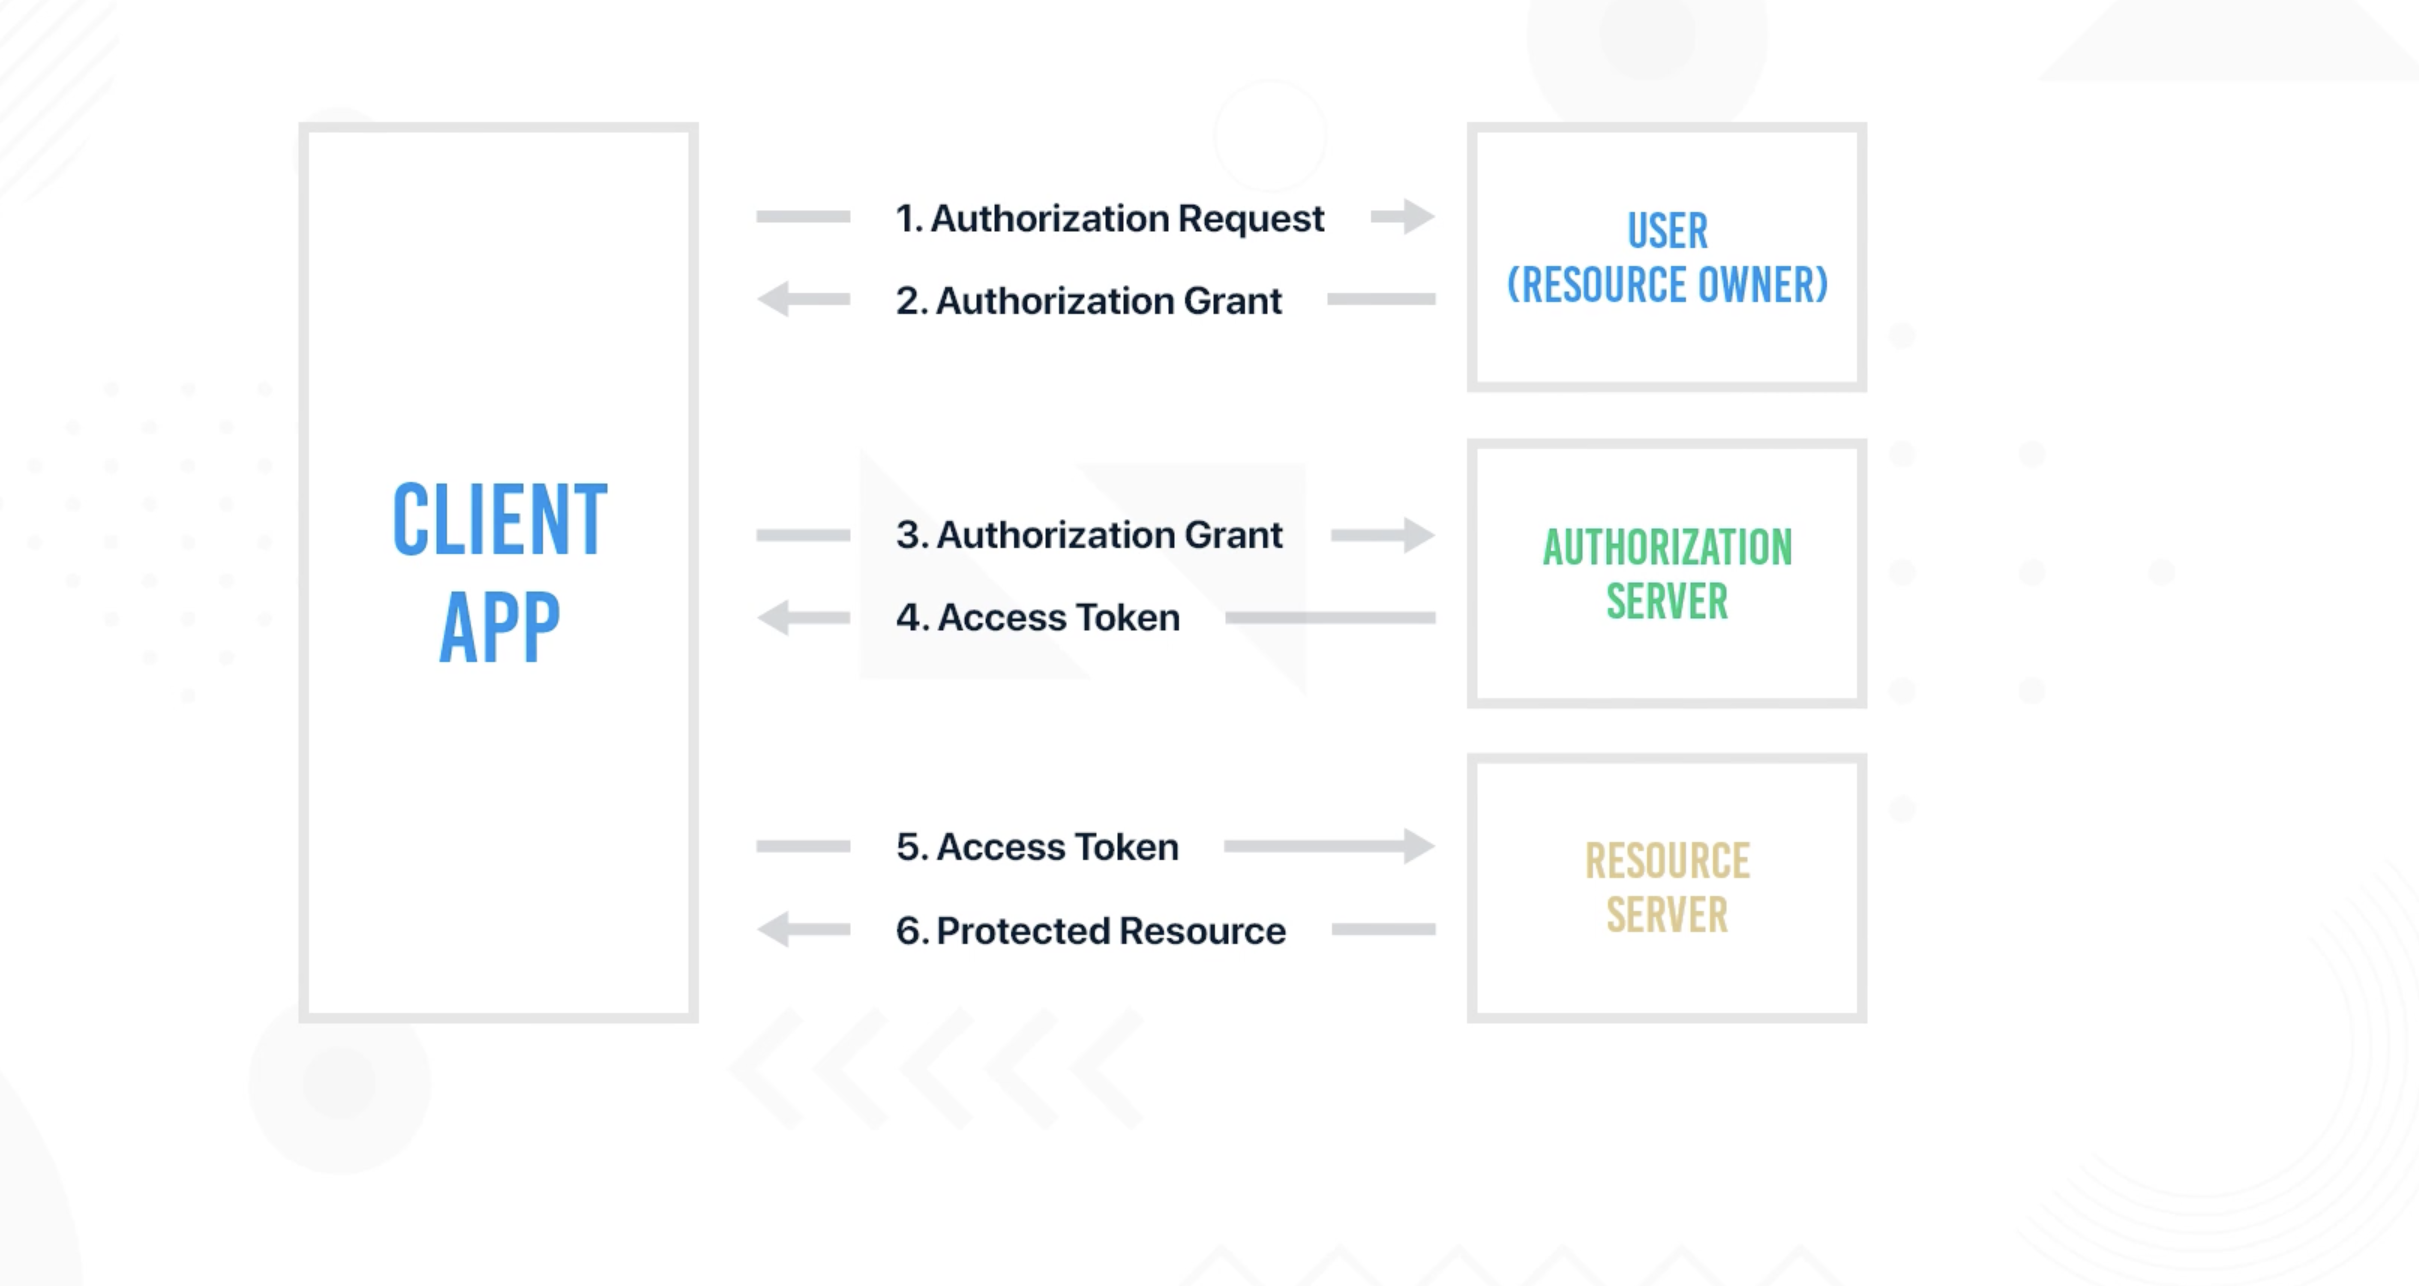 CLIENT
APP
1. Authorization Request
2. Authorization Grant
USER
(RESOURCE OWNER)
3. Authorization Grant
4. Access Token
AUTHORIZATION
SERVER
5. Access Token
6. Protected Resource
RESOURCE
SERVER